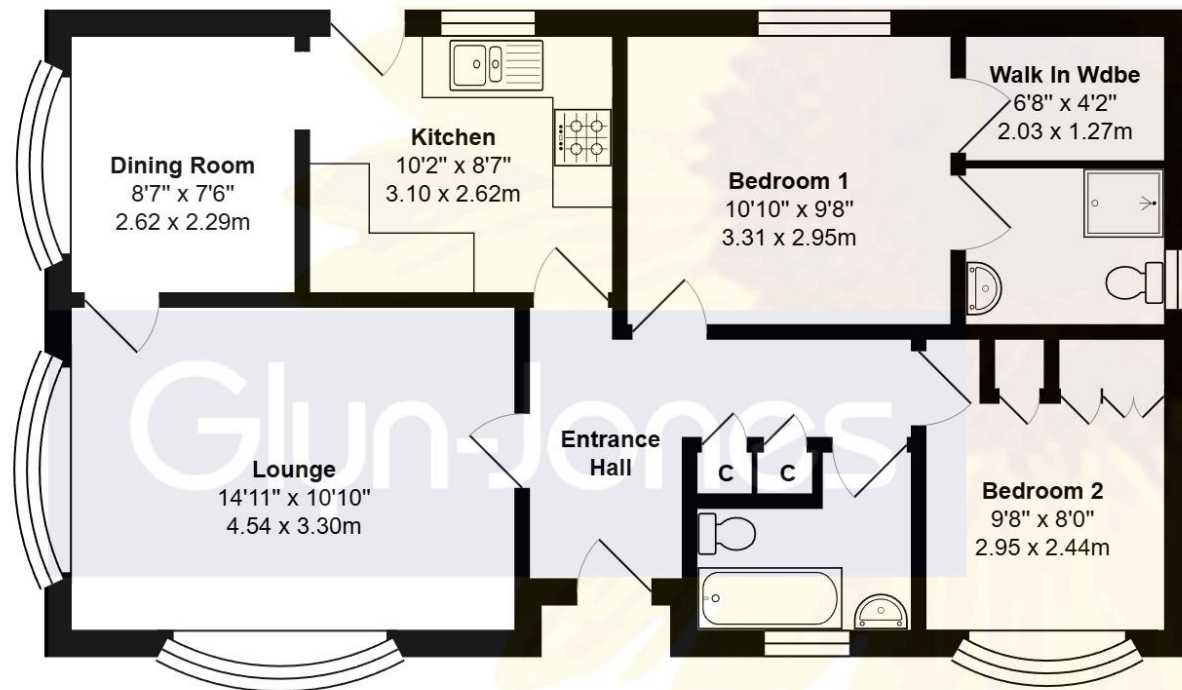 Dining Room
8'7" x 7'6"
2.62 x 2.29m
Kitchen
10'2" x 8'7"
3.10 x 2.62m
Bedroom 1
10'10" x 9'8"
3.31 x 2.95m
Walk In Wdbe
6'8" x 4'2"
2.03 x 1.27m
Glyn-Jones
Lounge
14'11" x 10'10"
4.54 x 3.30m
Entrance
Hall
C
C
Bedroom 2
9'8" x 8'0"
2.95 x 2.44m